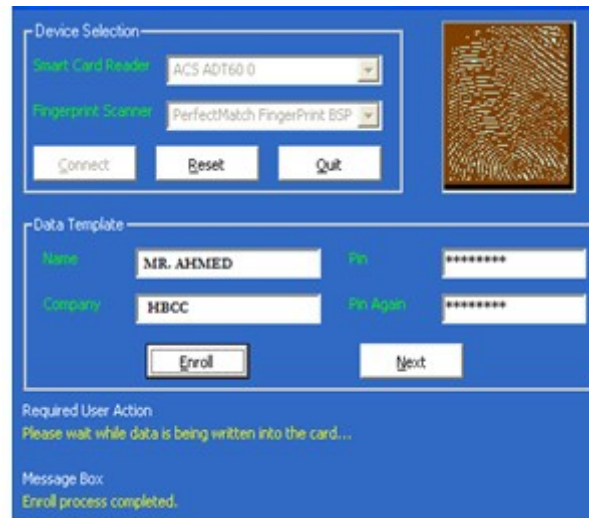 Device Selection
Smart Card Reader ACS ADT60 0
Fingerprint Scanner PerfectMatch FingerPrint BSP
Connect Reset Quit
Data Template
Name MR. AHMED Pin ********
Company HBCC Pin Again ********
Enroll Next
Required User Action
Please wait while data is being written into the card...
Message Box
Enroll process completed.